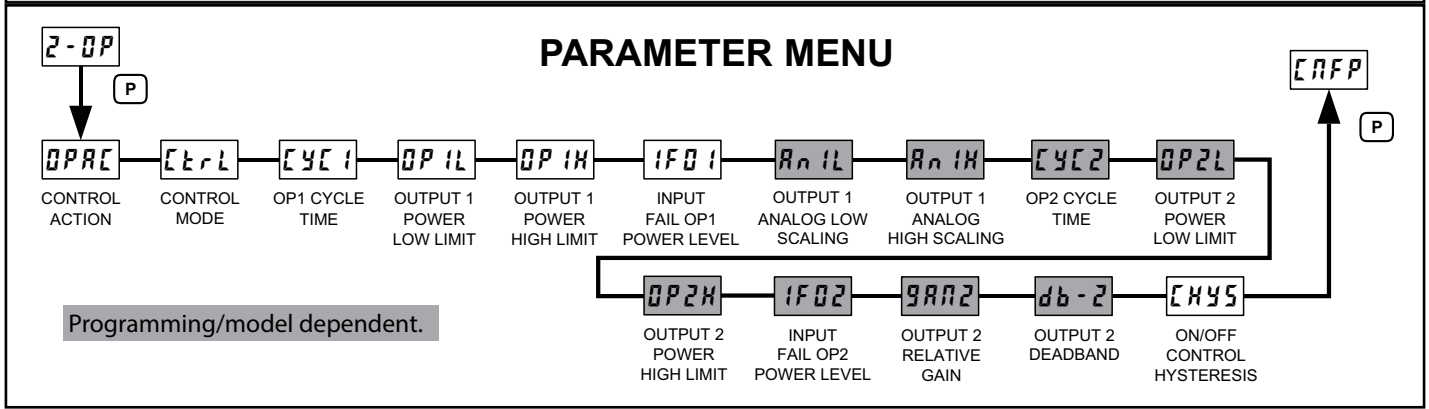 2-OP
PARAMETER MENU
CNFP
P
P
OPAC
CtrL
CYC1
OP1L
OP1H
IFO1
An1L
An1H
CYC2
OP2L
CONTROL
ACTION
CONTROL
MODE
OP1 CYCLE
TIME
OUTPUT 1
POWER
LOW LIMIT
OUTPUT 1
POWER
HIGH LIMIT
INPUT
FAIL OP1
POWER LEVEL
OUTPUT 1
ANALOG LOW
SCALING
OUTPUT 1
ANALOG
HIGH SCALING
OP2 CYCLE
TIME
OUTPUT 2
POWER
LOW LIMIT
OP2H
IFO2
GAN2
db-2
CHYS
OUTPUT 2
POWER
HIGH LIMIT
INPUT
FAIL OP2
POWER LEVEL
OUTPUT 2
RELATIVE
GAIN
OUTPUT 2
DEADBAND
ON/OFF
CONTROL
HYSTERESIS
Programming/model dependent.